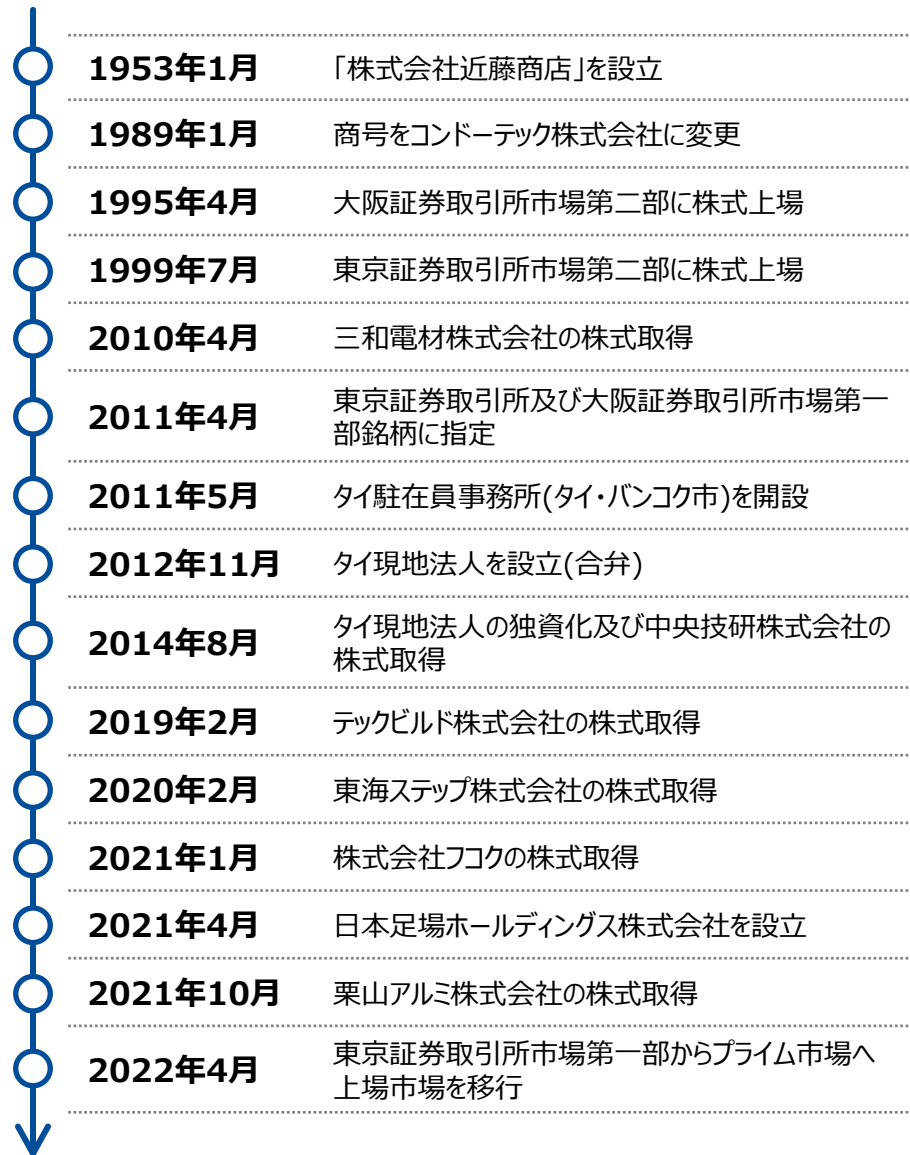 1953年1月 「株式会社近藤商店」を設立
1989年1月 商号をコンドーテック株式会社に変更
1995年4月 大阪証券取引所市場第二部に株式上場
1999年7月 東京証券取引所市場第二部に株式上場
2010年4月 三和電材株式会社の株式取得
2011年4月 東京証券取引所及び大阪証券取引所市場第一
部銘柄に指定
2011年5月 タイ駐在員事務所(タイ・バンコク市)を開設
2012年11月 タイ現地法人を設立(合弁)
2014年8月 タイ現地法人の独資化及び中央技研株式会社の
株式取得
2019年2月 テックビルド株式会社の株式取得
2020年2月 東海ステップ株式会社の株式取得
2021年1月 株式会社フコクの株式取得
2021年4月 日本足場ホールディングス株式会社を設立
2021年10月 栗山アルミ株式会社の株式取得
2022年4月 東京証券取引所市場第一部からプライム市場へ
上場市場を移行